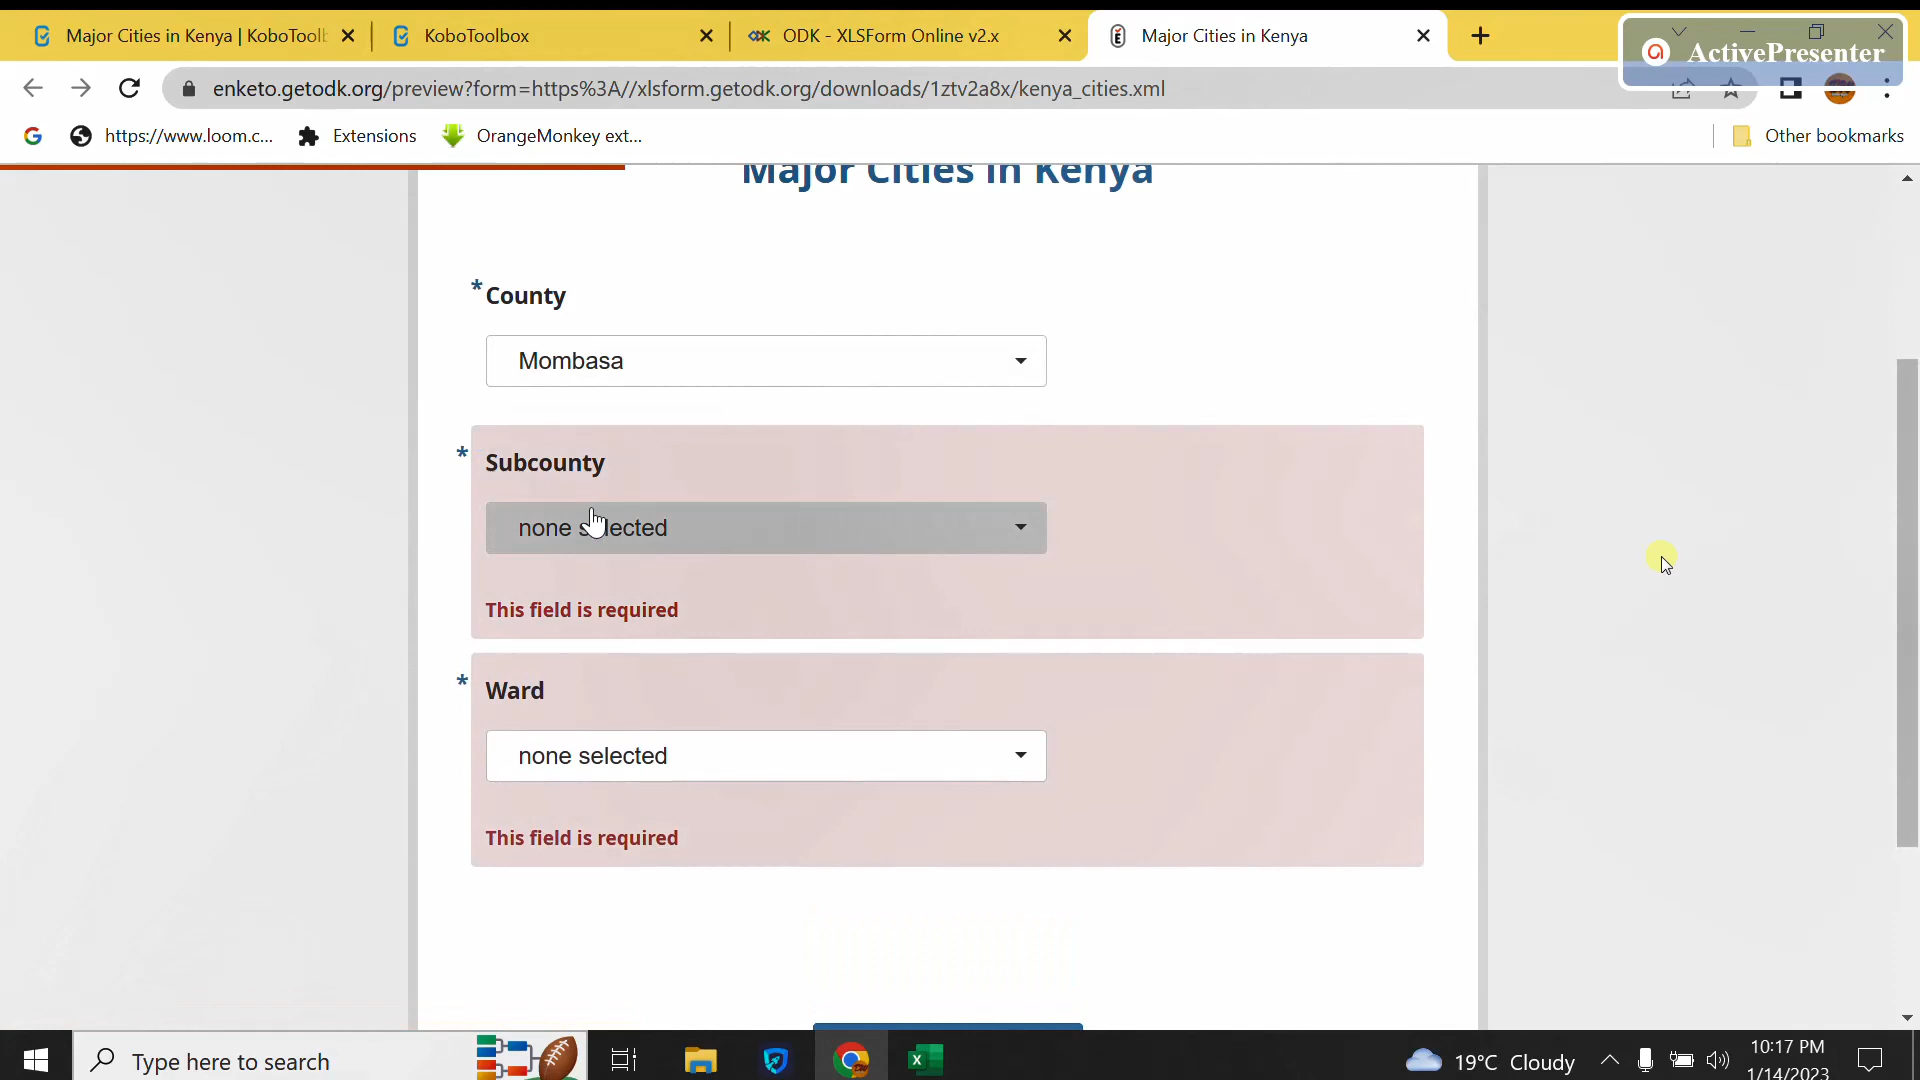 Major Cities in Kenya | KoboToolb
KoboToolbox
ODK - XLSForm Online v2.x
Major Cities in Kenya
ActivePresenter
enketo.getodk.org/preview?form=https%3A//xlsform.getodk.org/downloads/1ztv2a8x/kenya_cities.xml
https://www.loom.c...
Extensions
OrangeMonkey ext...
Other bookmarks
Major Cities in Kenya
* County
Mombasa
* Subcounty
none selected
This field is required
* Ward
none selected
This field is required
Type here to search
19°C Cloudy
10:17 PM
1/14/2023